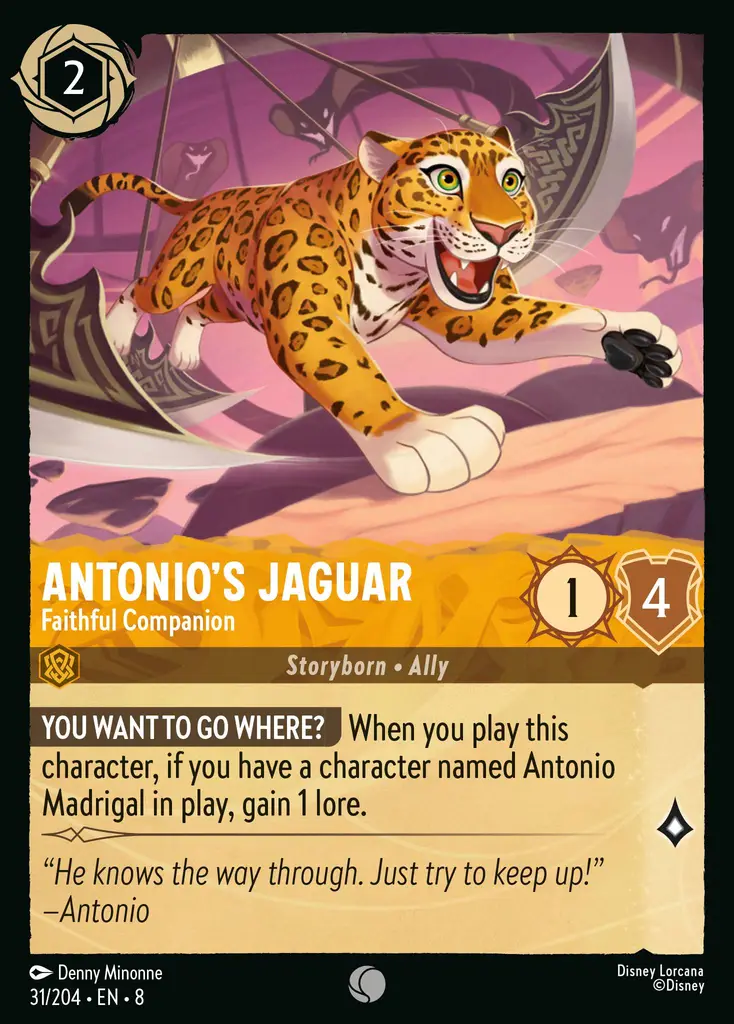 2
ANTONIO'S JAGUAR
Faithful Companion
1
4
Storyborn • Ally
YOU WANT TO GO WHERE? When you play this
character, if you have a character named Antonio
Madrigal in play, gain 1 lore.
“He knows the way through. Just try to keep up!”
–Antonio
Denny Minonne
31/204 • EN • 8
Disney Lorcana
©Disney